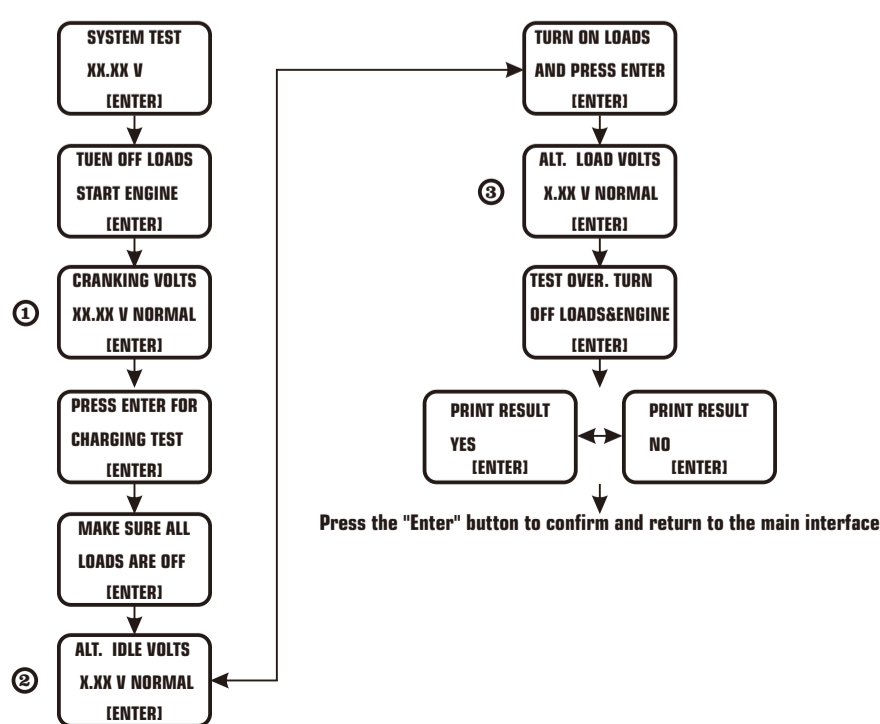 SYSTEM TEST
XX.XX V
[ENTER]
TUEN OFF LOADS
START ENGINE
[ENTER]
①
CRANKING VOLTS
XX.XX V NORMAL
[ENTER]
PRESS ENTER FOR
CHARGING TEST
[ENTER]
MAKE SURE ALL
LOADS ARE OFF
[ENTER]
②
ALT. IDLE VOLTS
X.XX V NORMAL
[ENTER]
TURN ON LOADS
AND PRESS ENTER
[ENTER]
③
ALT. LOAD VOLTS
X.XX V NORMAL
[ENTER]
TEST OVER. TURN
OFF LOADS&ENGINE
[ENTER]
PRINT RESULT
YES
[ENTER]
PRINT RESULT
NO
[ENTER]
Press the "Enter" button to confirm and return to the main interface